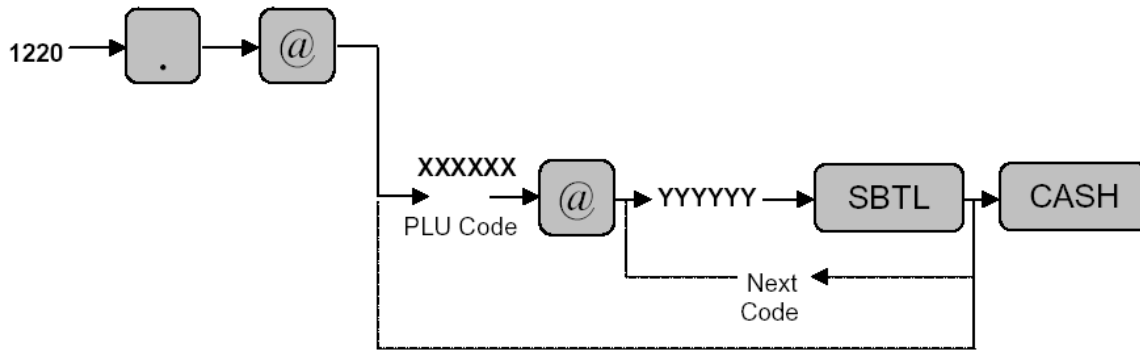 1220
.
@
XXXXXX
PLU Code
@
YYYYYY
SBTL
CASH
Next
Code